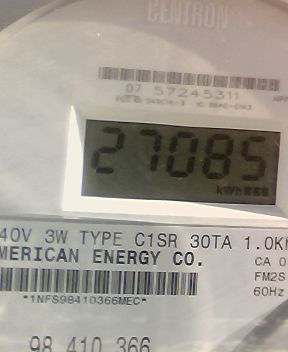 CENTRON
07 57245311
27085
kWh
40V 3W TYPE C1SR 30TA 1.0K
MERICAN ENERGY CO.
CA 0
FM2S
60Hz
*1NFS98410366MEC*
98 410 366